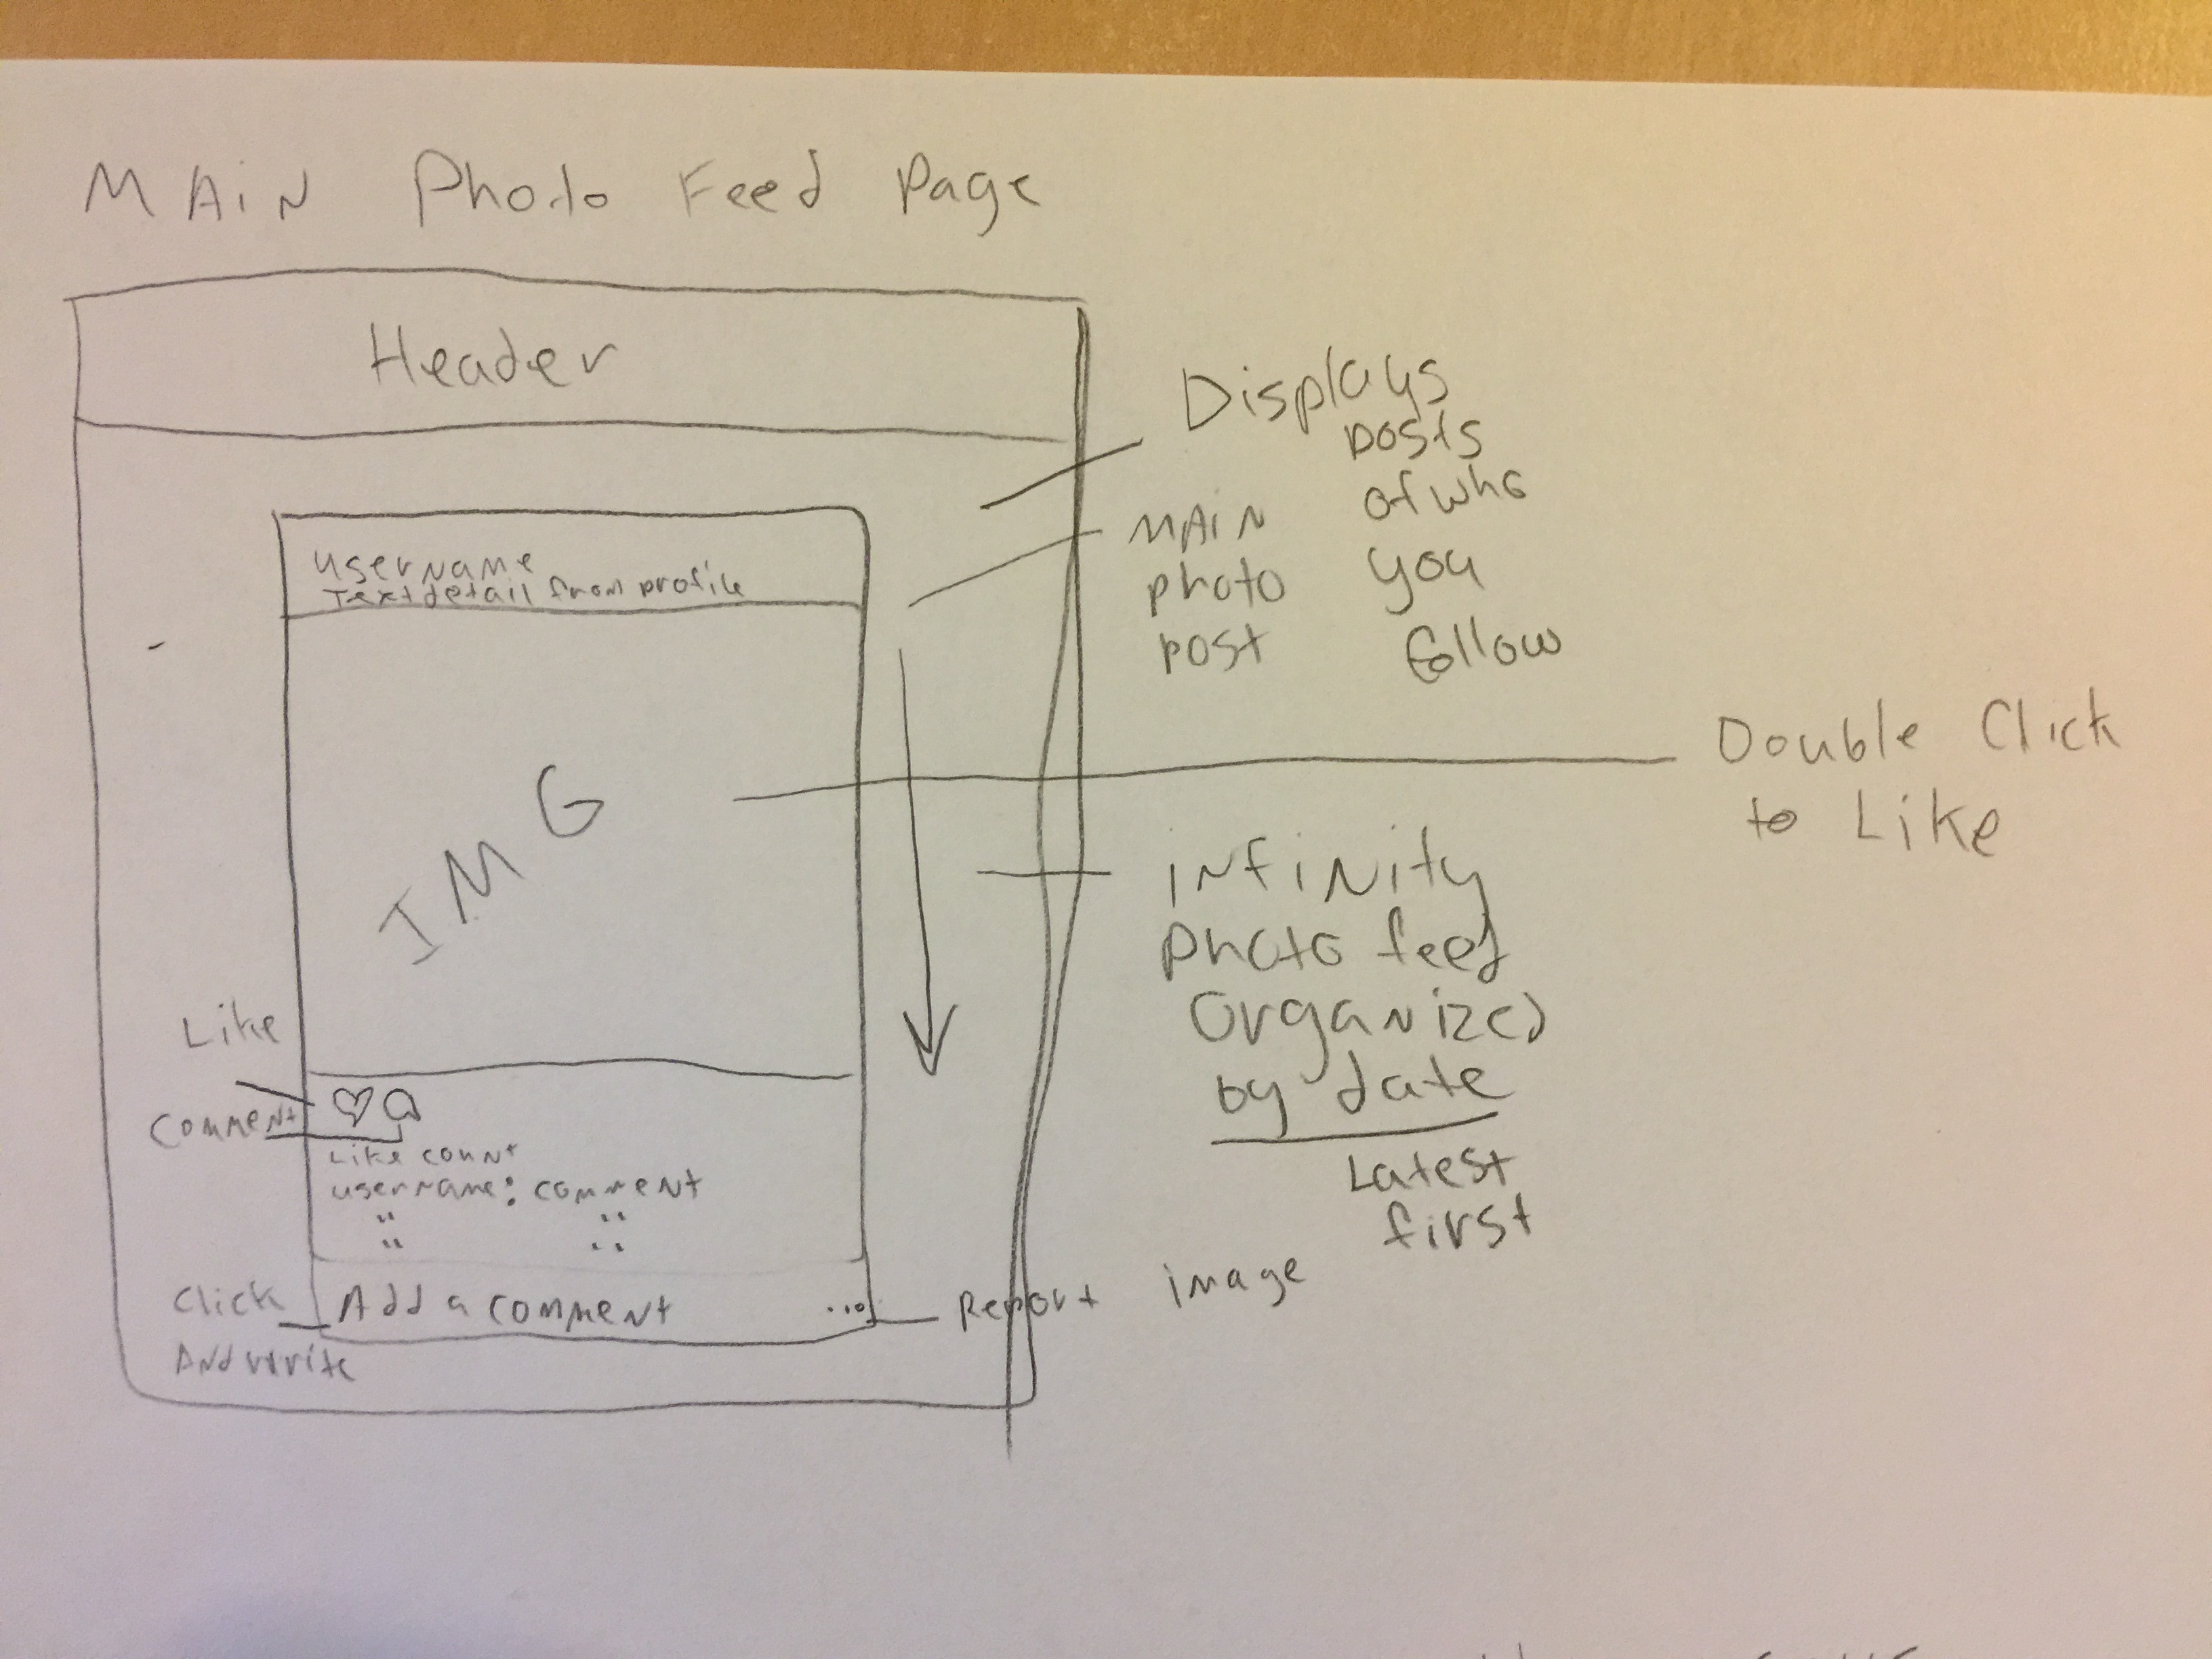 MAIN Photo Feed Page
Header
Displays
posts
of who
you
follow
MAIN
photo
post
username
Text detail from profile
IMG
Double Click
to Like
INFINITY
photo feed
organized
by date
Latest
first
Like
Comment
Like count
username: comment
" "
" "
Add a comment ...
Click
And write
Report image